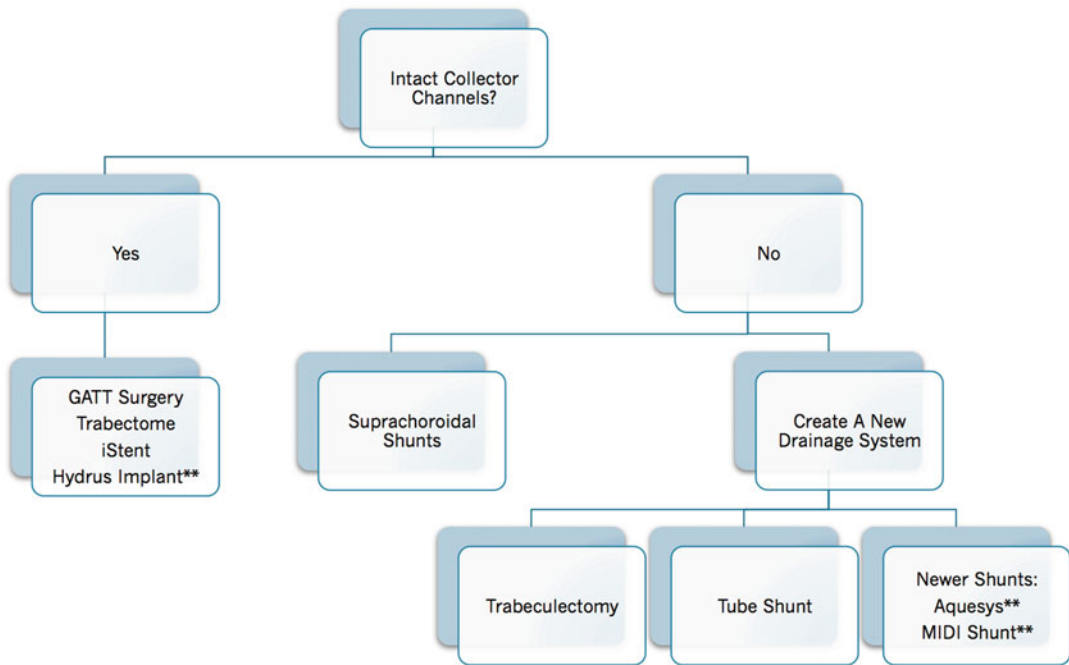 Intact Collector
Channels?
Yes
No
GATT Surgery
Trabectome
iStent
Hydrus Implant**
Suprachoroidal
Shunts
Create A New
Drainage System
Trabeculectomy
Tube Shunt
Newer Shunts:
Aquesys**
MIDI Shunt**